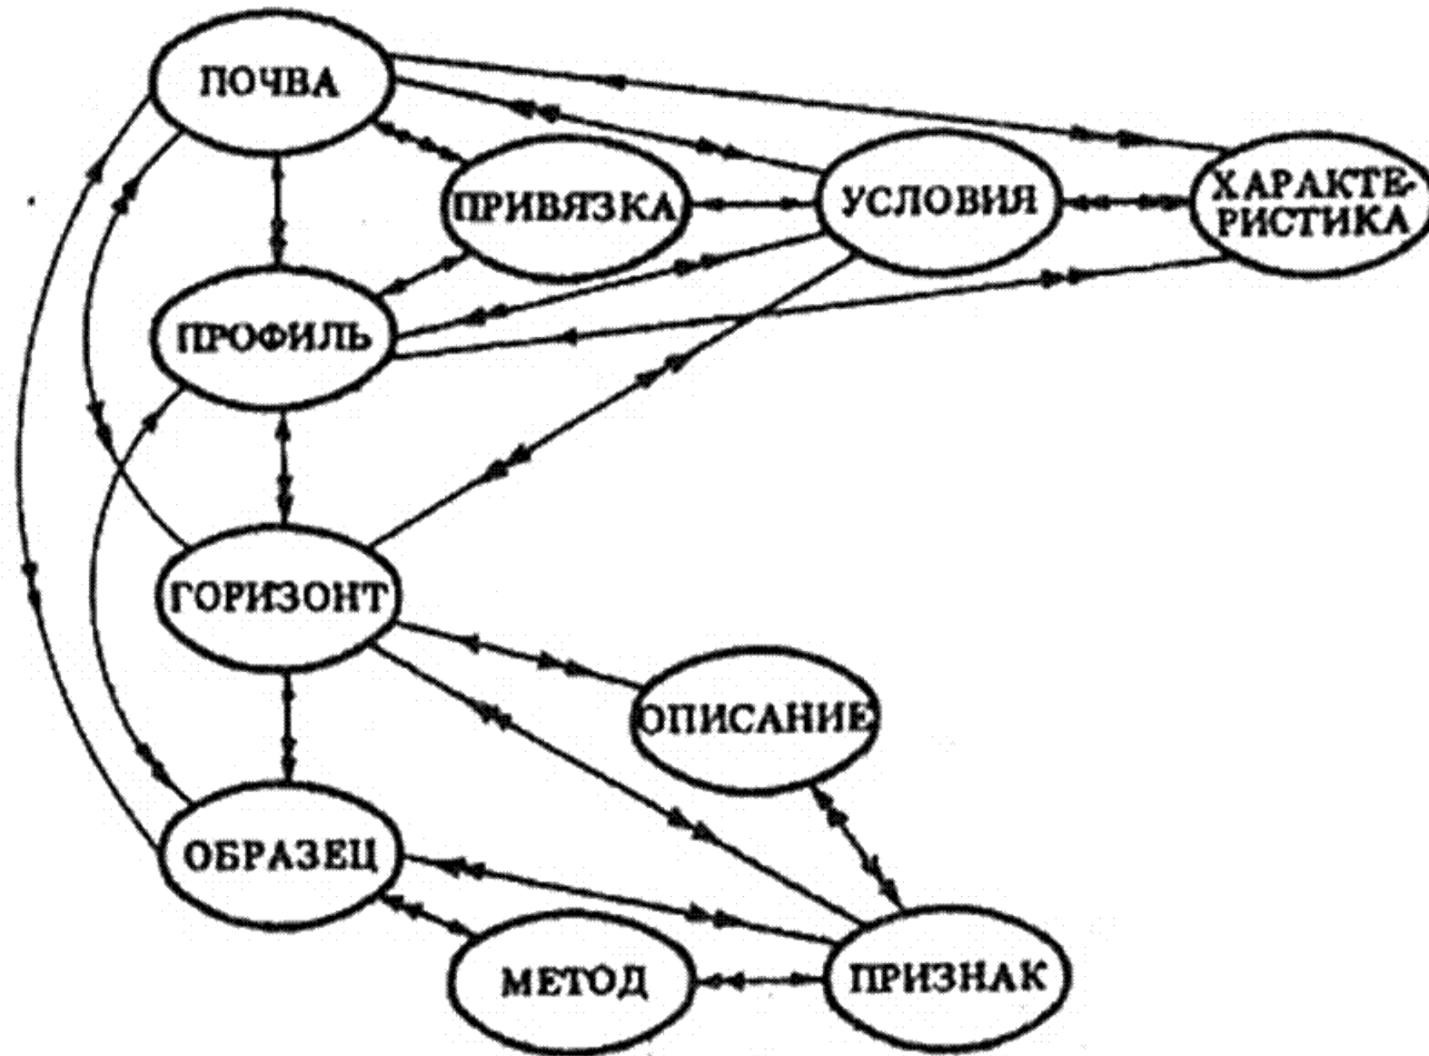 ПОЧВА
ПРИВЯЗКА
УСЛОВИЯ
ХАРАКТЕ-
РИСТИКА
ПРОФИЛЬ
ГОРИЗОНТ
ОПИСАНИЕ
ОБРАЗЕЦ
МЕТОД
ПРИЗНАК